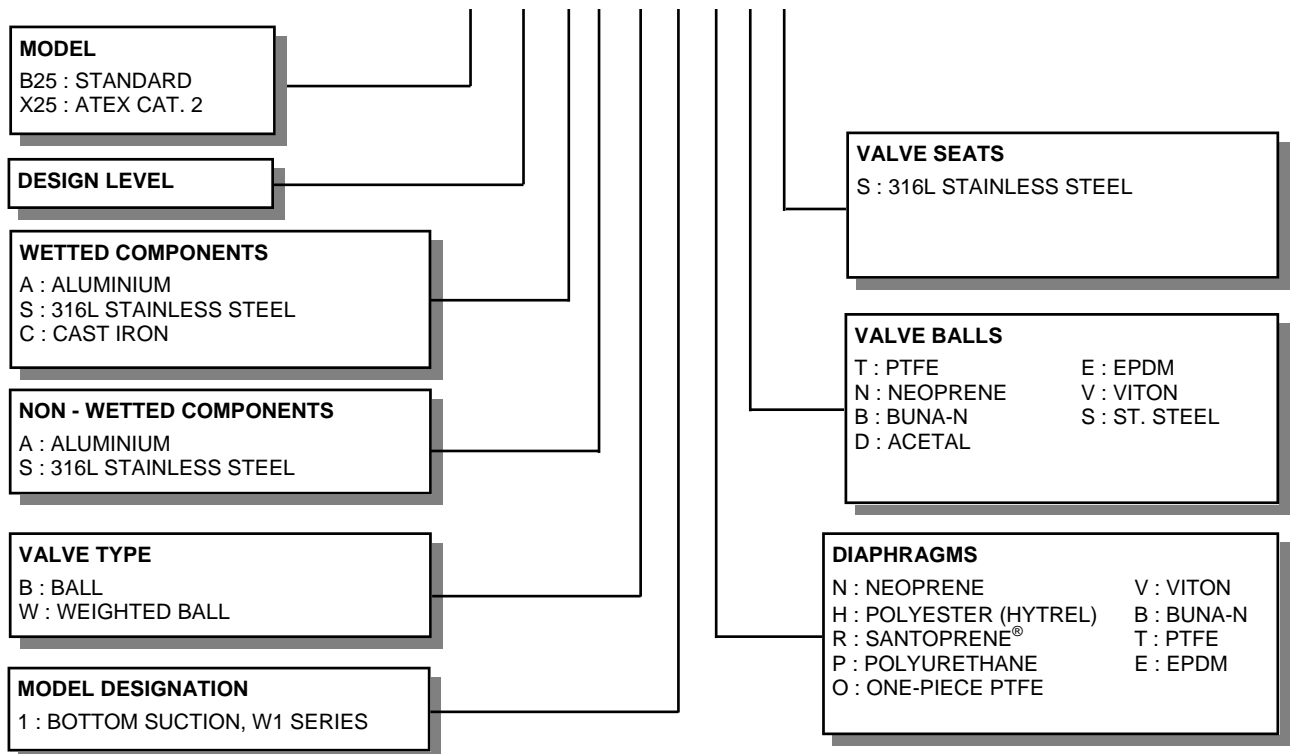 MODEL
B25 : STANDARD
X25 : ATEX CAT. 2
DESIGN LEVEL
WETTED COMPONENTS
A : ALUMINIUM
S : 316L STAINLESS STEEL
C : CAST IRON
NON - WETTED COMPONENTS
A : ALUMINIUM
S : 316L STAINLESS STEEL
VALVE TYPE
B : BALL
W : WEIGHTED BALL
MODEL DESIGNATION
1 : BOTTOM SUCTION, W1 SERIES
VALVE SEATS
S : 316L STAINLESS STEEL
VALVE BALLS
T : PTFE E : EPDM
N : NEOPRENE V : VITON
B : BUNA-N S : ST. STEEL
D : ACETAL
DIAPHRAGMS
N : NEOPRENE V : VITON
H : POLYESTER (HYTREL) B : BUNA-N
R : SANTOPRENE® T : PTFE
P : POLYURETHANE E : EPDM
O : ONE-PIECE PTFE